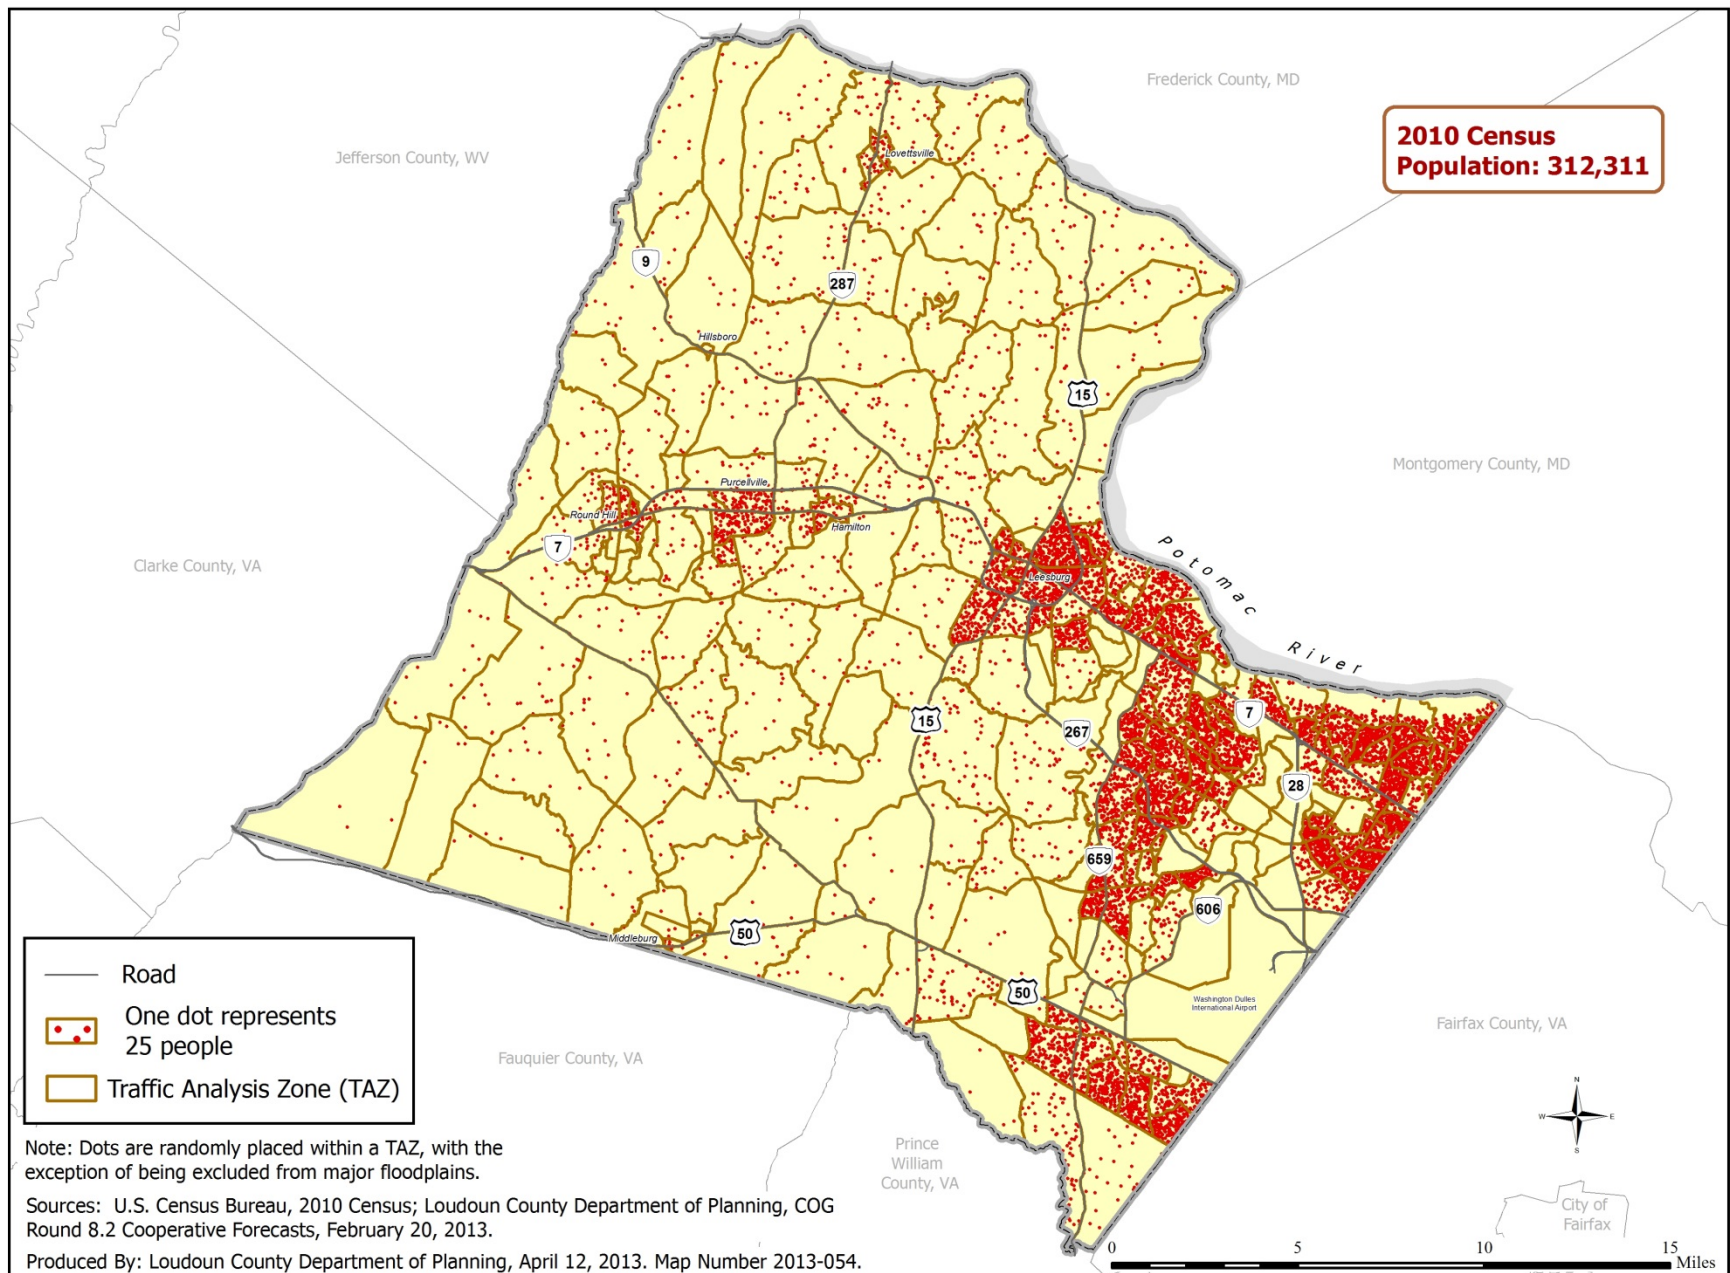 Frederick County, MD
2010 Census
Population: 312,311
Jefferson County, WV
Lovettsville
9
287
Hillsboro
15
Montgomery County, MD
Purcellville
Round Hill
Hamilton
7
Clarke County, VA
Leesburg
Potomac
River
15
267
7
28
659
606
50
Middleburg
50
Washington Dulles
International Airport
Fairfax County, VA
Fauquier County, VA
Prince
William
County, VA
City of
Fairfax
Road
One dot represents
25 people
Traffic Analysis Zone (TAZ)
N
W
E
S
Note: Dots are randomly placed within a TAZ, with the
exception of being excluded from major floodplains.
Sources: U.S. Census Bureau, 2010 Census; Loudoun County Department of Planning, COG
Round 8.2 Cooperative Forecasts, February 20, 2013.
Produced By: Loudoun County Department of Planning, April 12, 2013. Map Number 2013-054.
0 5 10 15
Miles